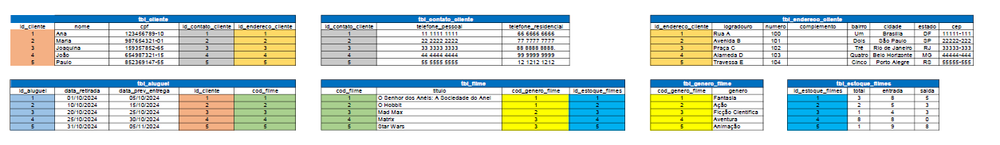 tbl_cliente
id_cliente nome cpf id_contato_cliente id_endereco_cliente
1 Ana 123456789-10 1 1
2 Maria 987654321-01 2 2
3 Joaquina 159357852-65 3 3
4 João 654987321-15 4 4
5 Paulo 852369147-55 5 5
tbl_contato_cliente
id_contato_cliente telefone_pessoal telefone_residencial
1 11 1111 1111 66 6666 6666
2 22 2222 2222 77 7777 7777
3 33 3333 3333 88 8888 8888.
4 44 4444 4444 99 9999 9999
5 55 5555 5555 12 1212 1212
tbl_endereco_cliente
id_endereco_cliente logradouro numero complemento bairro cidade estado cep
1 Rua A 100 Um Brasilia DF 11111-111
2 Avenida B 101 Dois São Paulo SP 22222-222
3 Praça C 102 Trê Rio de Janeiro RJ 33333-333
4 Alameda D 103 Quatro Belo Horizonte MG 44444-444
5 Travessa E 104 Cinco Porto Alegre RS 55555-555
tbl_aluguel
id_aluguel data_retirada data_prev_entrega id_cliente cod_filme
1 01/10/2024 05/10/2024 1 1
2 10/10/2024 15/10/2024 2 2
3 20/10/2024 25/10/2024 3 3
4 25/10/2024 30/10/2024 4 4
5 31/10/2024 05/11/2024 5 5
tbl_filme
cod_filme titulo cod_genero_filme id_estoque_filmes
1 O Senhor dos Anéis: A Sociedade do Anel 1 1
2 O Hobbit 1 2
3 Mad Max 2 3
4 Matrix 3 4
5 Star Wars 3 5
tbl_genero_filme
cod_genero_filme genero
1 Fantasia
2 Ação
3 Ficção Científica
4 Aventura
5 Animação
tbl_estoque_filmes
id_estoque_filmes total entrada saida
1 3 8 5
2 2 5 3
3 1 4 3
4 8 8 0
5 1 9 8